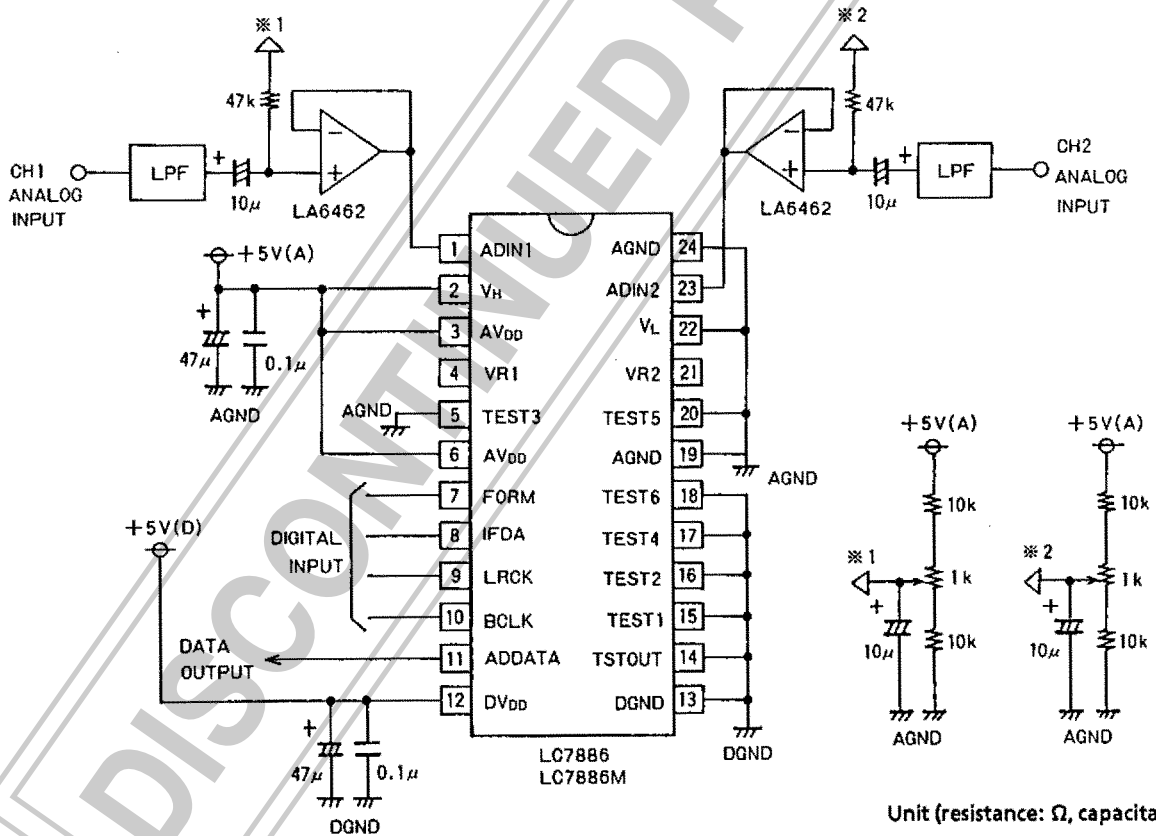 ※1
47k
CH1
ANALOG
INPUT
LPF
+
10μ
-
+
LA6462
※2
47k
-
+
LA6462
+
10μ
LPF
CH2
ANALOG
INPUT
+5V(A)
+
47μ
0.1μ
AGND
AGND
1 ADIN1
2 VH
3 AVDD
4 VR1
5 TEST3
6 AVDD
7 FORM
8 IFDA
9 LRCK
10 BCLK
11 ADDATA
12 DVDD
AGND 24
ADIN2 23
VL 22
VR2 21
TEST5 20
AGND 19
TEST6 18
TEST4 17
TEST2 16
TEST1 15
TSTOUT 14
DGND 13
AGND
DGND
DIGITAL
INPUT
+5V(D)
DATA
OUTPUT
+
47μ
0.1μ
DGND
LC7886
LC7886M
+5V(A)
10k
※1
1k
+
10μ
10k
AGND
+5V(A)
10k
※2
1k
+
10μ
10k
AGND
Unit (resistance: Ω, capacita
DISCONTINUED P